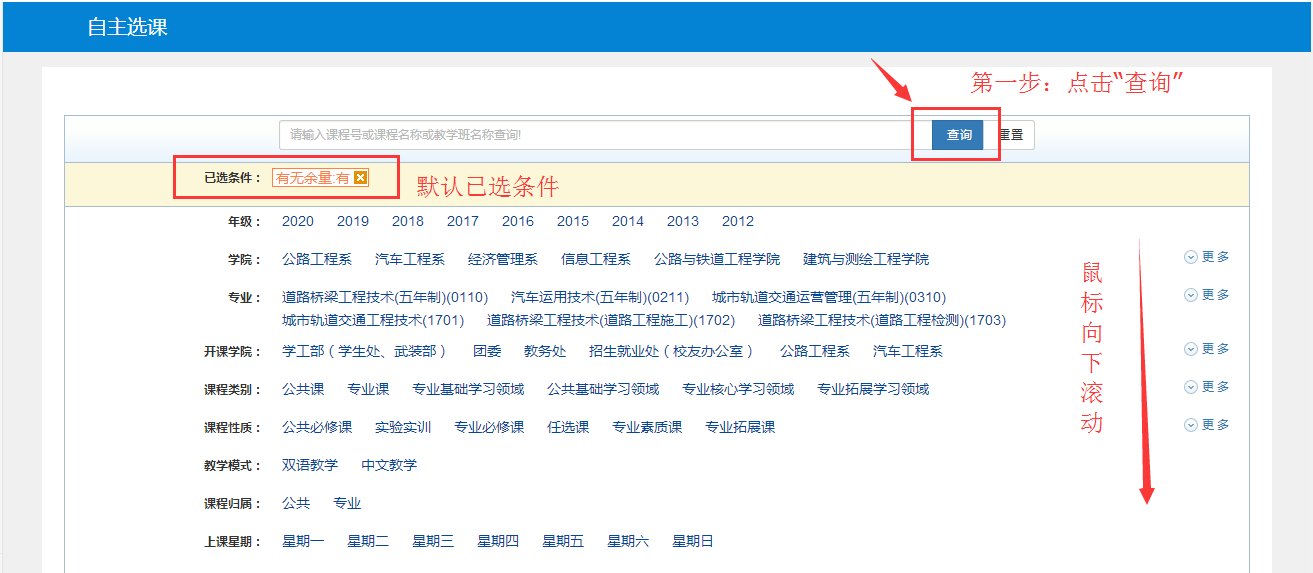 自主选课
第一步：点击“查询”
请输入课程号或课程名称或教学班名称查询!
查询 重置
已选条件： 有无余量:有
默认已选条件
年级： 2020 2019 2018 2017 2016 2015 2014 2013 2012
学院： 公路工程系 汽车工程系 经济管理系 信息工程系 公路与铁道工程学院 建筑与测绘工程学院 更多
专业： 道路桥梁工程技术(五年制)(0110) 汽车运用技术(五年制)(0211) 城市轨道交通运营管理(五年制)(0310) 更多
城市轨道交通工程技术(1701) 道路桥梁工程技术(道路工程施工)(1702) 道路桥梁工程技术(道路工程检测)(1703)
开课学院： 学工部（学生处、武装部） 团委 教务处 招生就业处（校友办公室） 公路工程系 汽车工程系 更多
课程类别： 公共课 专业课 专业基础学习领域 公共基础学习领域 专业核心学习领域 专业拓展学习领域 更多
课程性质： 公共必修课 实验实训 专业必修课 任选课 专业素质课 专业拓展课 更多
教学模式： 双语教学 中文教学
课程归属： 公共 专业
上课星期： 星期一 星期二 星期三 星期四 星期五 星期六 星期日
鼠标向下滚动